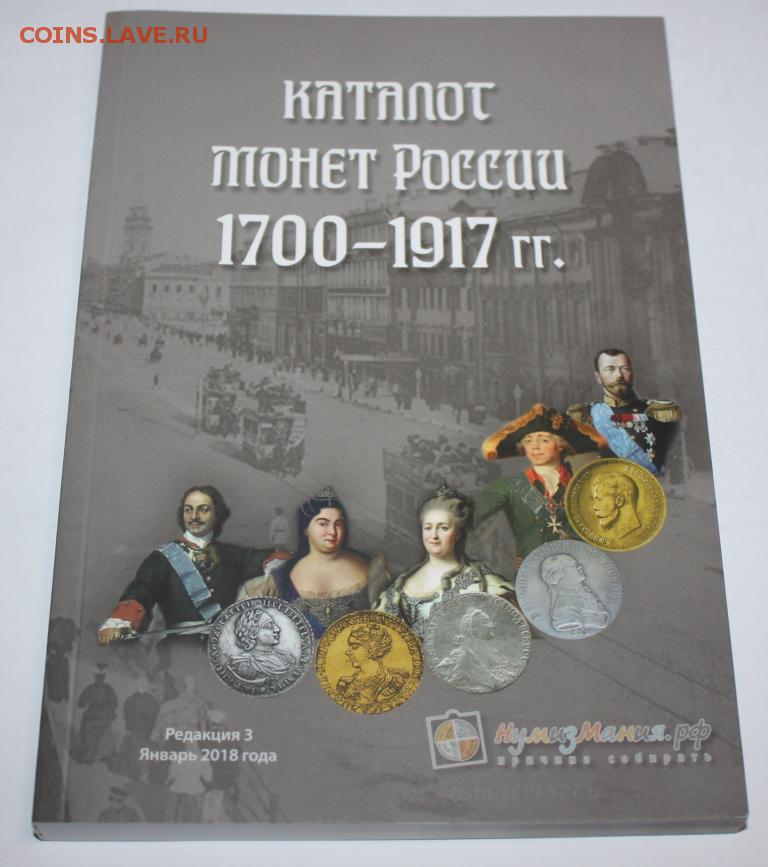 COINS.LAVE.RU
КАТАЛОГ
МОНЕТ РОССИИ
1700–1917 гг.
Редакция 3
Январь 2018 года
НумизМания.рф
причина собирать